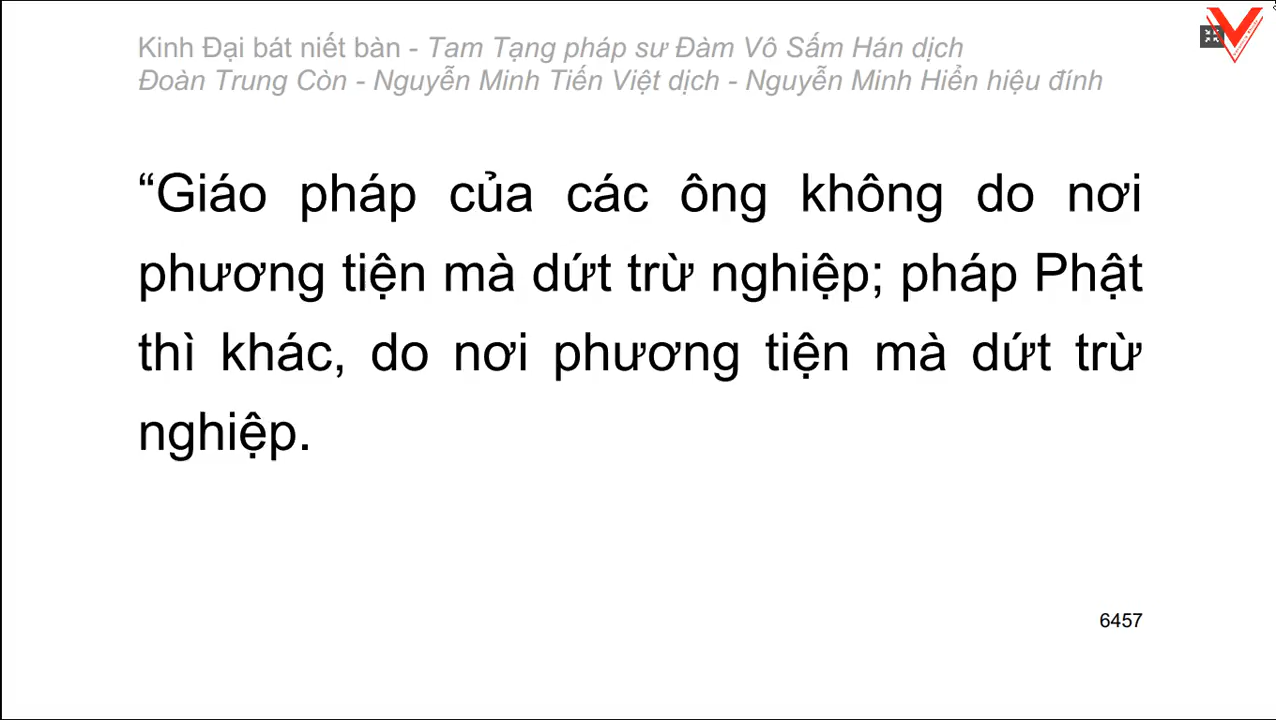 Kinh Đại bát niết bàn - Tam Tạng pháp sư Đàm Vô Sấm Hán dịch
Đoàn Trung Còn - Nguyễn Minh Tiến Việt dịch - Nguyễn Minh Hiển hiệu đính
“Giáo pháp của các ông không do nơi
phương tiện mà dứt trừ nghiệp; pháp Phật
thì khác, do nơi phương tiện mà dứt trừ
nghiệp.
6457